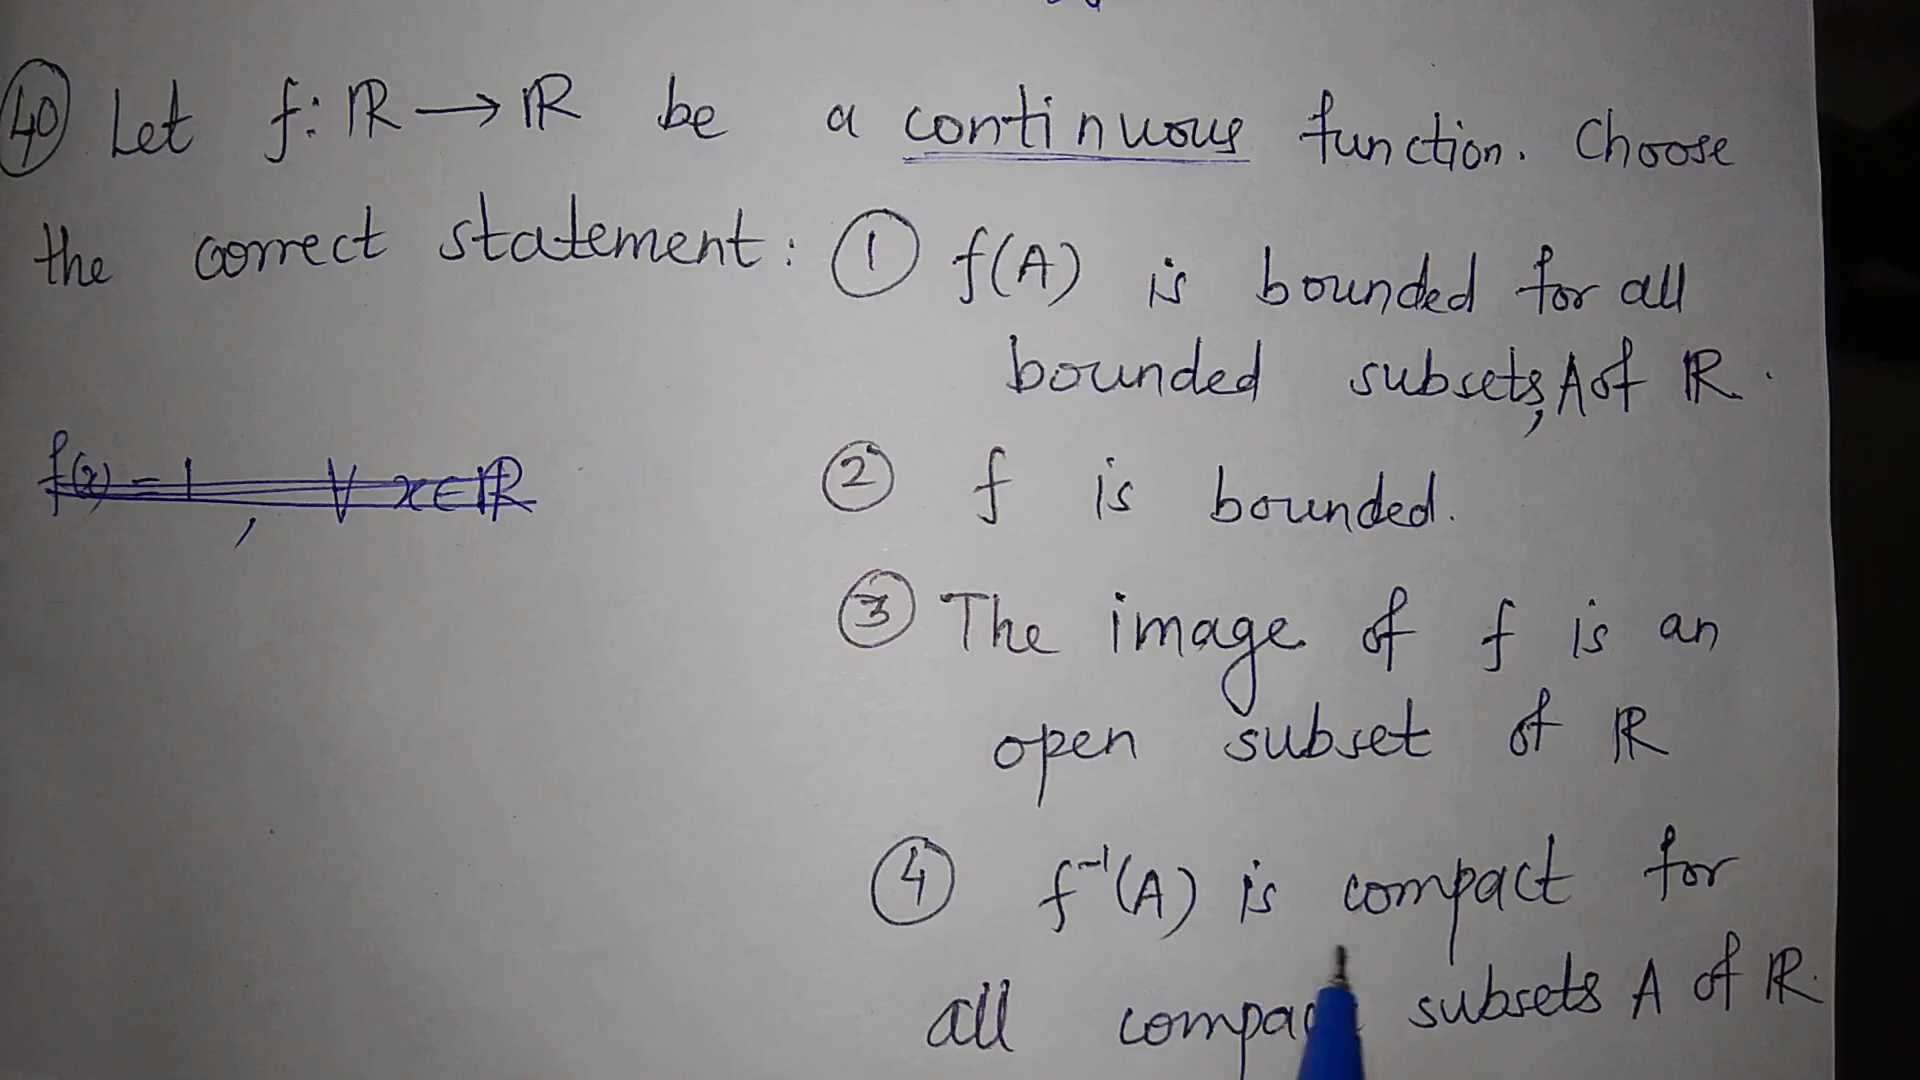 40 Let f: ℝ → ℝ be a continuous function. Choose
the correct statement: ① f(A) is bounded for all
bounded subsets, A of ℝ.
f(x) = 1, ∀ x ∈ ℝ
② f is bounded.
③ The image of f is an
open subset of ℝ
④ f⁻¹(A) is compact for
all compac subsets A of ℝ.